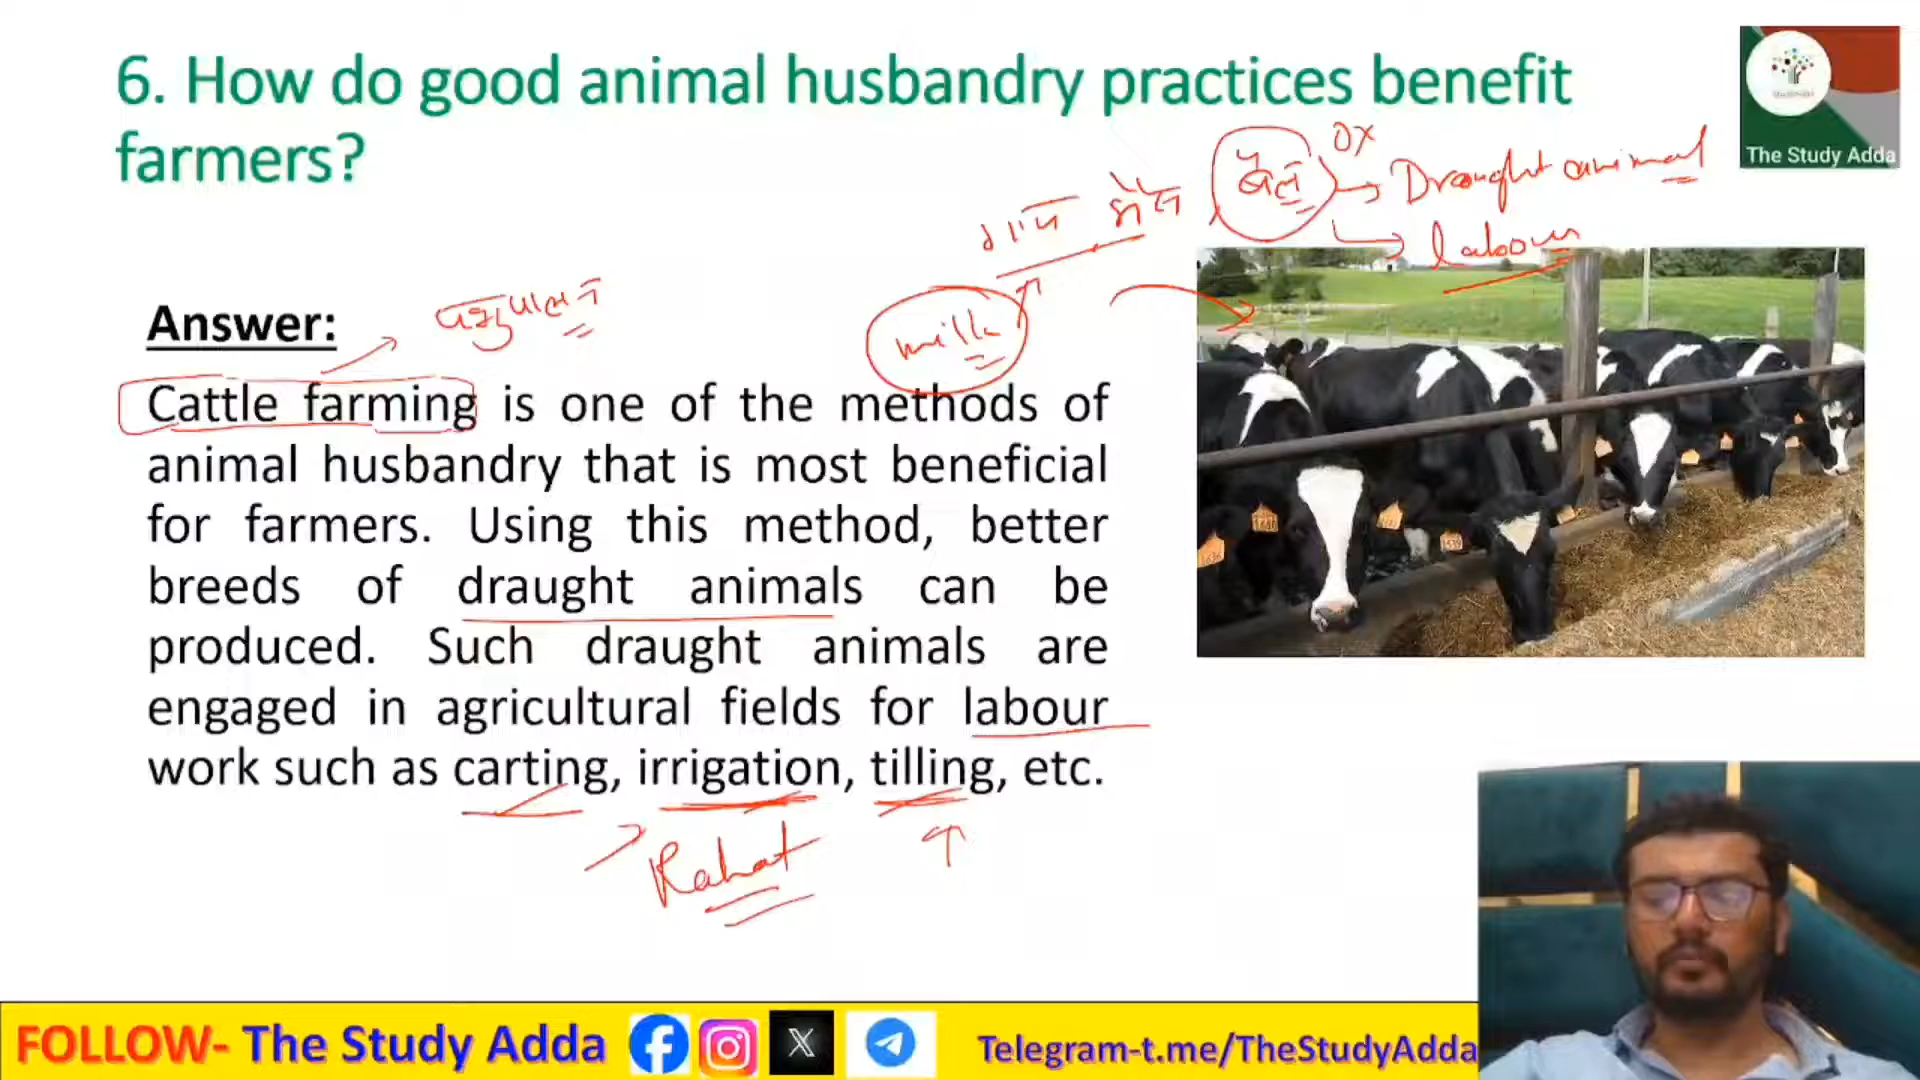 6. How do good animal husbandry practices benefit
farmers?
The Study Adda
ox
बैल
Draught animal
गाय भैंस
labour
पशुपालन
milk
Answer:
Cattle farming is one of the methods of
animal husbandry that is most beneficial
for farmers. Using this method, better
breeds of draught animals can be
produced. Such draught animals are
engaged in agricultural fields for labour
work such as carting, irrigation, tilling, etc.
Rahat
FOLLOW- The Study Adda
Telegram-t.me/TheStudyAdda